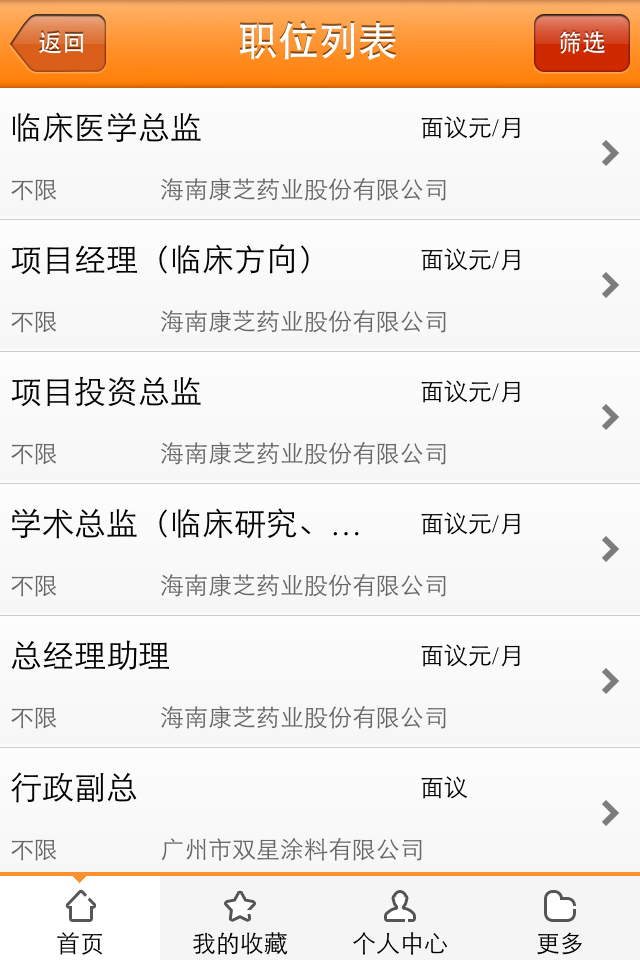 返回
职位列表
筛选
临床医学总监
面议元/月
不限
海南康芝药业股份有限公司
项目经理（临床方向）
面议元/月
不限
海南康芝药业股份有限公司
项目投资总监
面议元/月
不限
海南康芝药业股份有限公司
学术总监（临床研究、...
面议元/月
不限
海南康芝药业股份有限公司
总经理助理
面议元/月
不限
海南康芝药业股份有限公司
行政副总
面议
不限
广州市双星涂料有限公司
首页
我的收藏
个人中心
更多